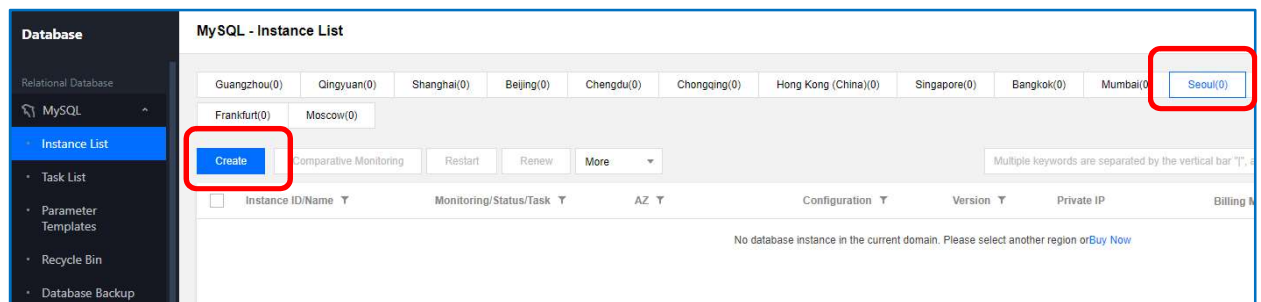 Database
MySQL - Instance List
Relational Database
MySQL
Instance List
Task List
Parameter
Templates
Recycle Bin
Database Backup
Guangzhou(0) Qingyuan(0) Shanghai(0) Beijing(0) Chengdu(0) Chongqing(0) Hong Kong (China)(0) Singapore(0) Bangkok(0) Mumbai(0 Seoul(0)
Frankfurt(0) Moscow(0)
Create Comparative Monitoring Restart Renew More Multiple keywords are separated by the vertical bar "|", a
Instance ID/Name Monitoring/Status/Task AZ Configuration Version Private IP Billing M
No database instance in the current domain. Please select another region orBuy Now